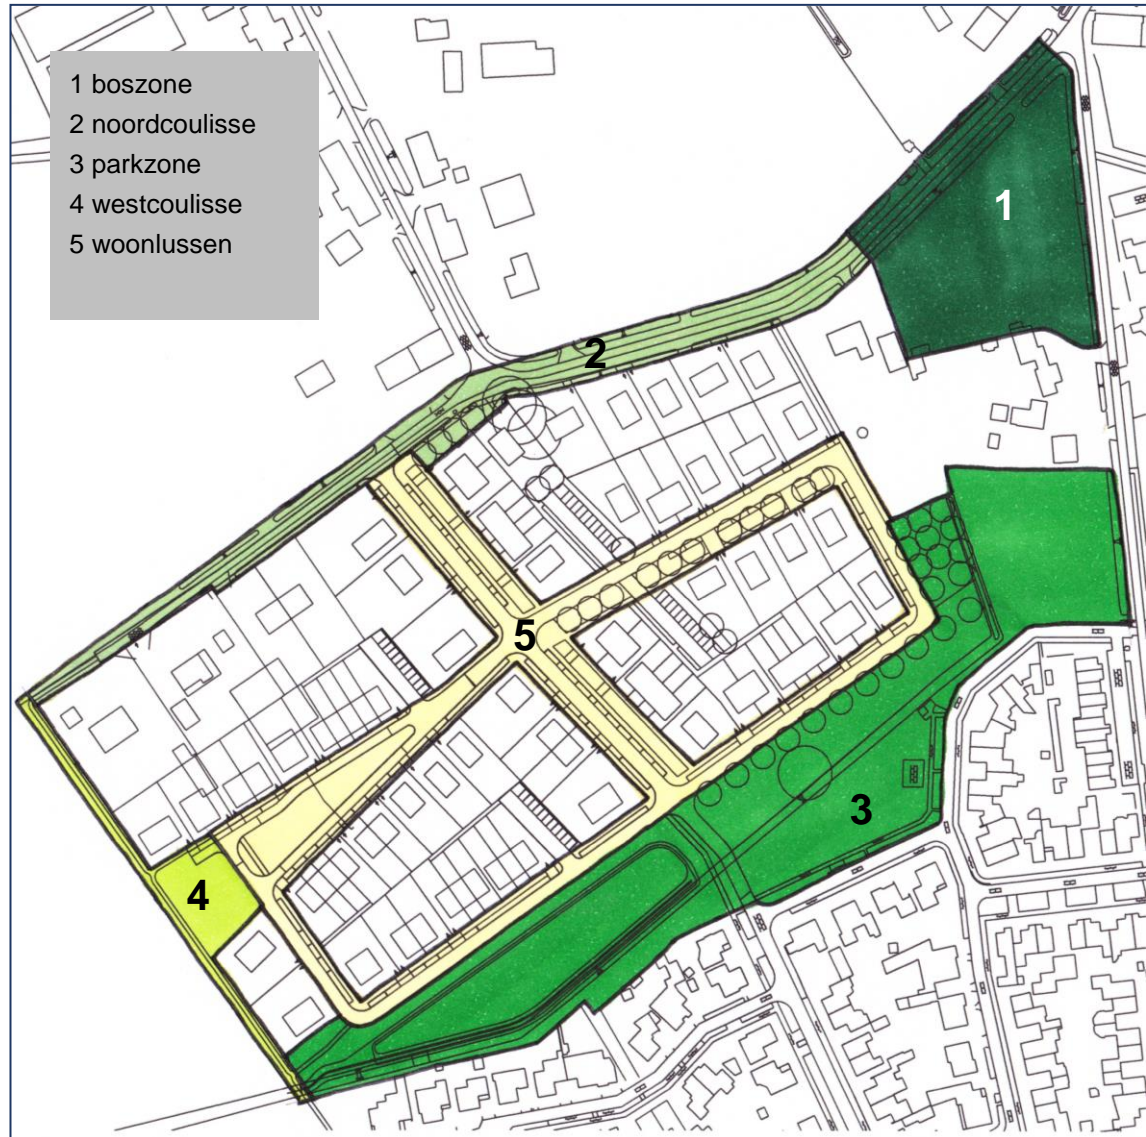 1 boszone
2 noordcoulisse
3 parkzone
4 westcoulisse
5 woonlussen
1
2
5
3
4